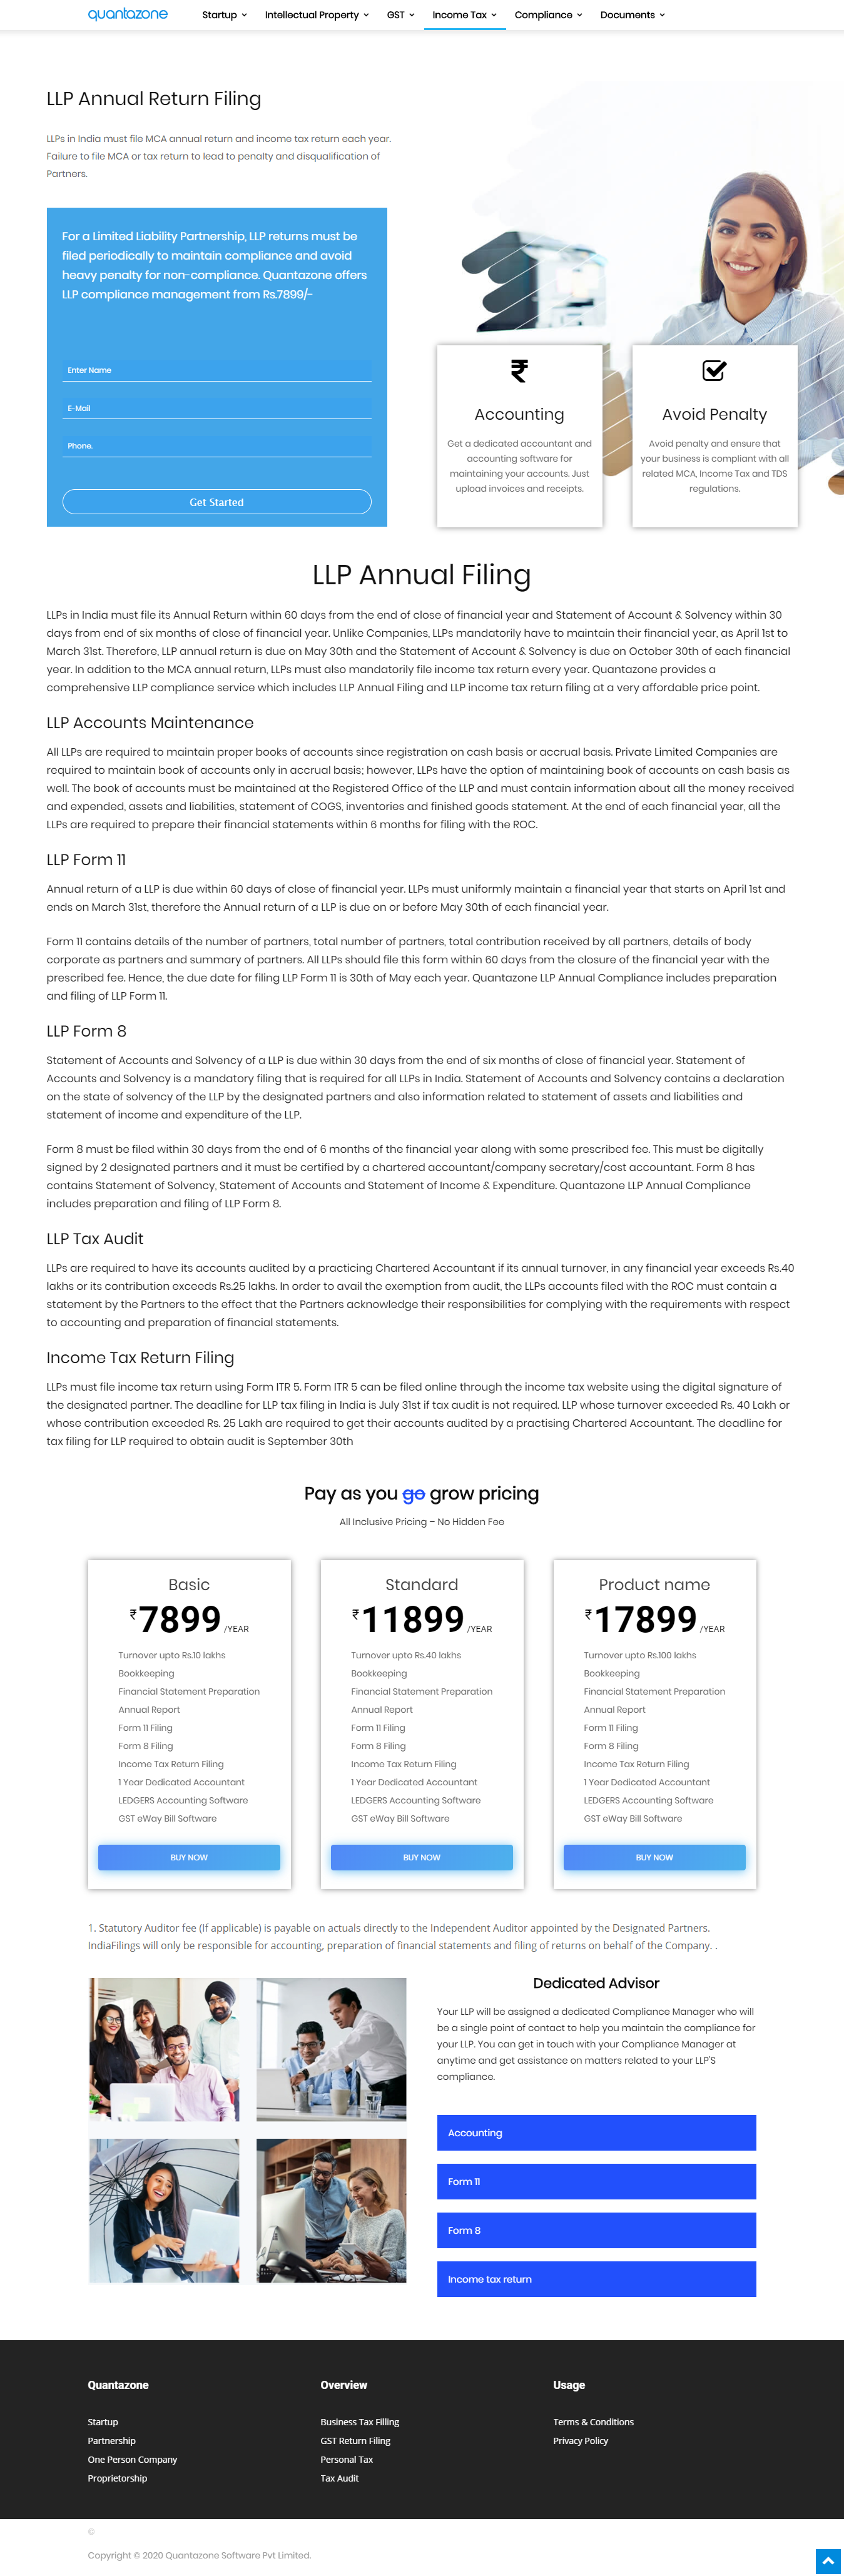 quantazone
Startup
Intellectual Property
GST
Income Tax
Compliance
Documents
LLP Annual Return Filing
LLPs in India must file MCA annual return and income tax return each year.
Failure to file MCA or tax return to lead to penalty and disqualification of
Partners.
For a Limited Liability Partnership, LLP returns must be
filed periodically to maintain compliance and avoid
heavy penalty for non-compliance. Quantazone offers
LLP compliance management from Rs.7899/-
Enter Name
E-Mail
Phone.
Get Started
Accounting
Get a dedicated accountant and
accounting software for
maintaining your accounts. Just
upload invoices and receipts.
Avoid Penalty
Avoid penalty and ensure that
your business is compliant with all
related MCA, Income Tax and TDS
regulations.
LLP Annual Filing
LLPs in India must file its Annual Return within 60 days from the end of close of financial year and Statement of Account & Solvency within 30
days from end of six months of close of financial year. Unlike Companies, LLPs mandatorily have to maintain their financial year, as April 1st to
March 31st. Therefore, LLP annual return is due on May 30th and the Statement of Account & Solvency is due on October 30th of each financial
year. In addition to the MCA annual return, LLPs must also mandatorily file income tax return every year. Quantazone provides a
comprehensive LLP compliance service which includes LLP Annual Filing and LLP income tax return filing at a very affordable price point.
LLP Accounts Maintenance
All LLPs are required to maintain proper books of accounts since registration on cash basis or accrual basis. Private Limited Companies are
required to maintain book of accounts only in accrual basis; however, LLPs have the option of maintaining book of accounts on cash basis as
well. The book of accounts must be maintained at the Registered Office of the LLP and must contain information about all the money received
and expended, assets and liabilities, statement of COGS, inventories and finished goods statement. At the end of each financial year, all the
LLPs are required to prepare their financial statements within 6 months for filing with the ROC.
LLP Form 11
Annual return of a LLP is due within 60 days of close of financial year. LLPs must uniformly maintain a financial year that starts on April 1st and
ends on March 31st, therefore the Annual return of a LLP is due on or before May 30th of each financial year.
Form 11 contains details of the number of partners, total number of partners, total contribution received by all partners, details of body
corporate as partners and summary of partners. All LLPs should file this form within 60 days from the closure of the financial year with the
prescribed fee. Hence, the due date for filing LLP Form 11 is 30th of May each year. Quantazone LLP Annual Compliance includes preparation
and filing of LLP Form 11.
LLP Form 8
Statement of Accounts and Solvency of a LLP is due within 30 days from the end of six months of close of financial year. Statement of
Accounts and Solvency is a mandatory filing that is required for all LLPs in India. Statement of Accounts and Solvency contains a declaration
on the state of solvency of the LLP by the designated partners and also information related to statement of assets and liabilities and
statement of income and expenditure of the LLP.
Form 8 must be filed within 30 days from the end of 6 months of the financial year along with some prescribed fee. This must be digitally
signed by 2 designated partners and it must be certified by a chartered accountant/company secretary/cost accountant. Form 8 has
contains Statement of Solvency, Statement of Accounts and Statement of Income & Expenditure. Quantazone LLP Annual Compliance
includes preparation and filing of LLP Form 8.
LLP Tax Audit
LLPs are required to have its accounts audited by a practicing Chartered Accountant if its annual turnover, in any financial year exceeds Rs.40
lakhs or its contribution exceeds Rs.25 lakhs. In order to avail the exemption from audit, the LLPs accounts filed with the ROC must contain a
statement by the Partners to the effect that the Partners acknowledge their responsibilities for complying with the requirements with respect
to accounting and preparation of financial statements.
Income Tax Return Filing
LLPs must file income tax return using Form ITR 5. Form ITR 5 can be filed online through the income tax website using the digital signature of
the designated partner. The deadline for LLP tax filing in India is July 31st if tax audit is not required. LLP whose turnover exceeded Rs. 40 Lakh or
whose contribution exceeded Rs. 25 Lakh are required to get their accounts audited by a practising Chartered Accountant. The deadline for
tax filing for LLP required to obtain audit is September 30th
Pay as you go grow pricing
All Inclusive Pricing – No Hidden Fee
Basic
₹7899/YEAR
Turnover upto Rs.10 lakhs
Bookkeeping
Financial Statement Preparation
Annual Report
Form 11 Filing
Form 8 Filing
Income Tax Return Filing
1 Year Dedicated Accountant
LEDGERS Accounting Software
GST eWay Bill Software
BUY NOW
Standard
₹11899/YEAR
Turnover upto Rs.40 lakhs
Bookkeeping
Financial Statement Preparation
Annual Report
Form 11 Filing
Form 8 Filing
Income Tax Return Filing
1 Year Dedicated Accountant
LEDGERS Accounting Software
GST eWay Bill Software
BUY NOW
Product name
₹17899/YEAR
Turnover upto Rs.100 lakhs
Bookkeeping
Financial Statement Preparation
Annual Report
Form 11 Filing
Form 8 Filing
Income Tax Return Filing
1 Year Dedicated Accountant
LEDGERS Accounting Software
GST eWay Bill Software
BUY NOW
1. Statutory Auditor fee (If applicable) is payable on actuals directly to the Independent Auditor appointed by the Designated Partners.
IndiaFilings will only be responsible for accounting, preparation of financial statements and filing of returns on behalf of the Company. .
Dedicated Advisor
Your LLP will be assigned a dedicated Compliance Manager who will
be a single point of contact to help you maintain the compliance for
your LLP. You can get in touch with your Compliance Manager at
anytime and get assistance on matters related to your LLP'S
compliance.
Accounting
Form 11
Form 8
Income tax return
Quantazone
Startup
Partnership
One Person Company
Proprietorship
Overview
Business Tax Filling
GST Return Filing
Personal Tax
Tax Audit
Usage
Terms & Conditions
Privacy Policy
©
Copyright © 2020 Quantazone Software Pvt Limited.